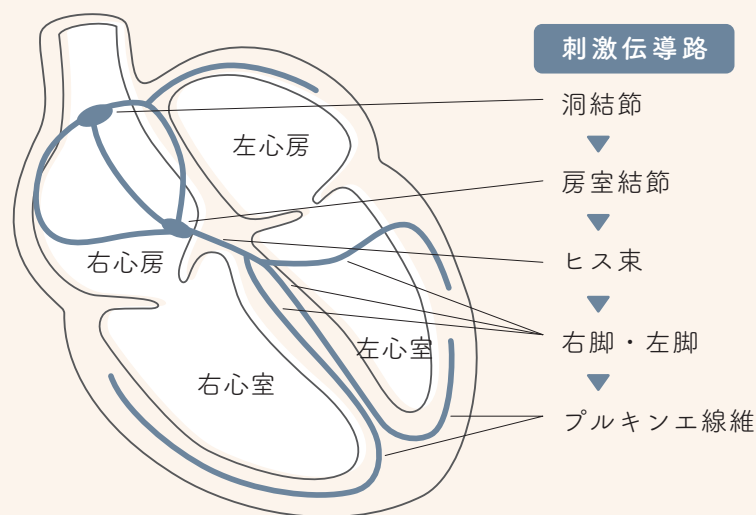 刺激伝導路
洞結節
左心房
房室結節
右心房
ヒス束
左心室
右脚・左脚
右心室
プルキンエ線維